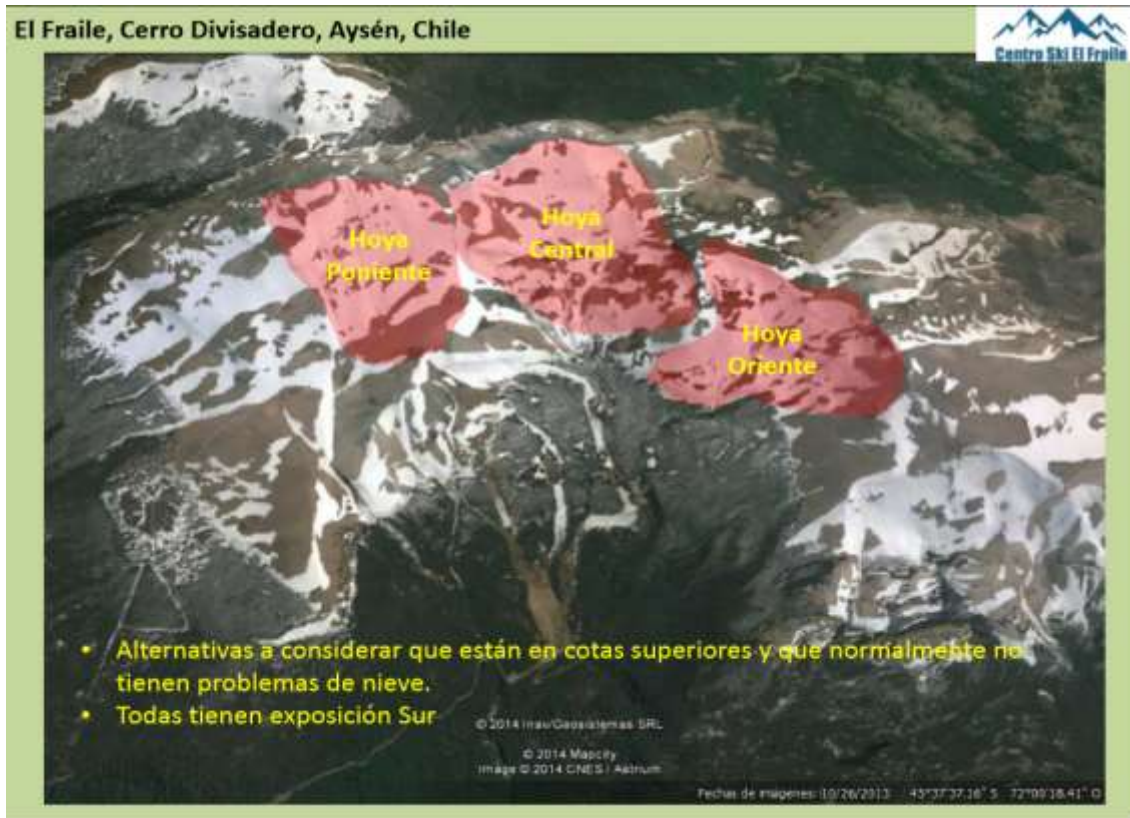 El Fraile, Cerro Divisadero, Aysén, Chile
Centro Ski El Fraile
Hoya
Poniente
Hoya
Central
Hoya
Oriente
• Alternativas a considerar que están en cotas superiores y que normalmente no
tienen problemas de nieve.
• Todas tienen exposición Sur
© 2014 Inav/Geosistemas SRL
© 2014 Mapcity
Image © 2014 CNES / Astrium
Fechas de imágenes: 10/26/2013 45°37'37.16" S 72°00'18.41" O